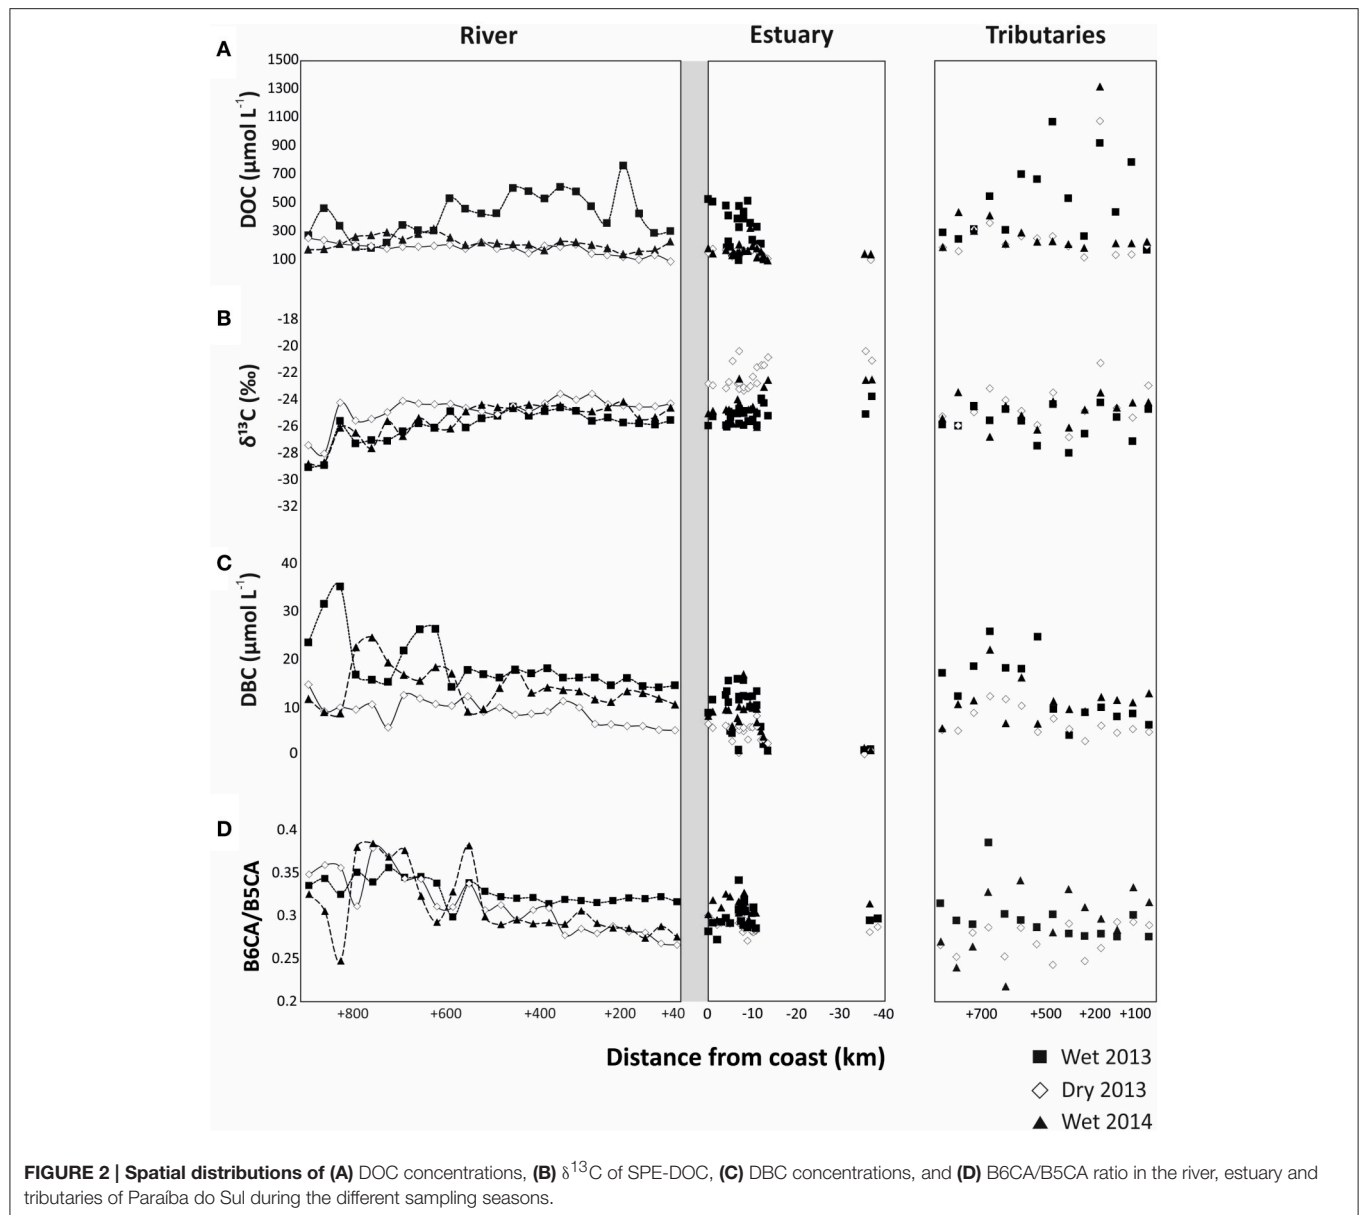 River Estuary Tributaries
A
1500
1300
1100
900
700
500
300
100
DOC (µmol L⁻¹)
B
-18
-20
-22
-24
-26
-28
-30
-32
δ¹³C (‰)
C
40
30
20
10
0
DBC (µmol L⁻¹)
D
0.4
0.35
0.3
0.25
0.2
B6CA/B5CA
+800 +600 +400 +200 +40 0 -10 -20 -30 -40 +700 +500 +200 +100
Distance from coast (km)
Wet 2013
Dry 2013
Wet 2014
FIGURE 2 | Spatial distributions of (A) DOC concentrations, (B) δ¹³C of SPE-DOC, (C) DBC concentrations, and (D) B6CA/B5CA ratio in the river, estuary and
tributaries of Paraíba do Sul during the different sampling seasons.